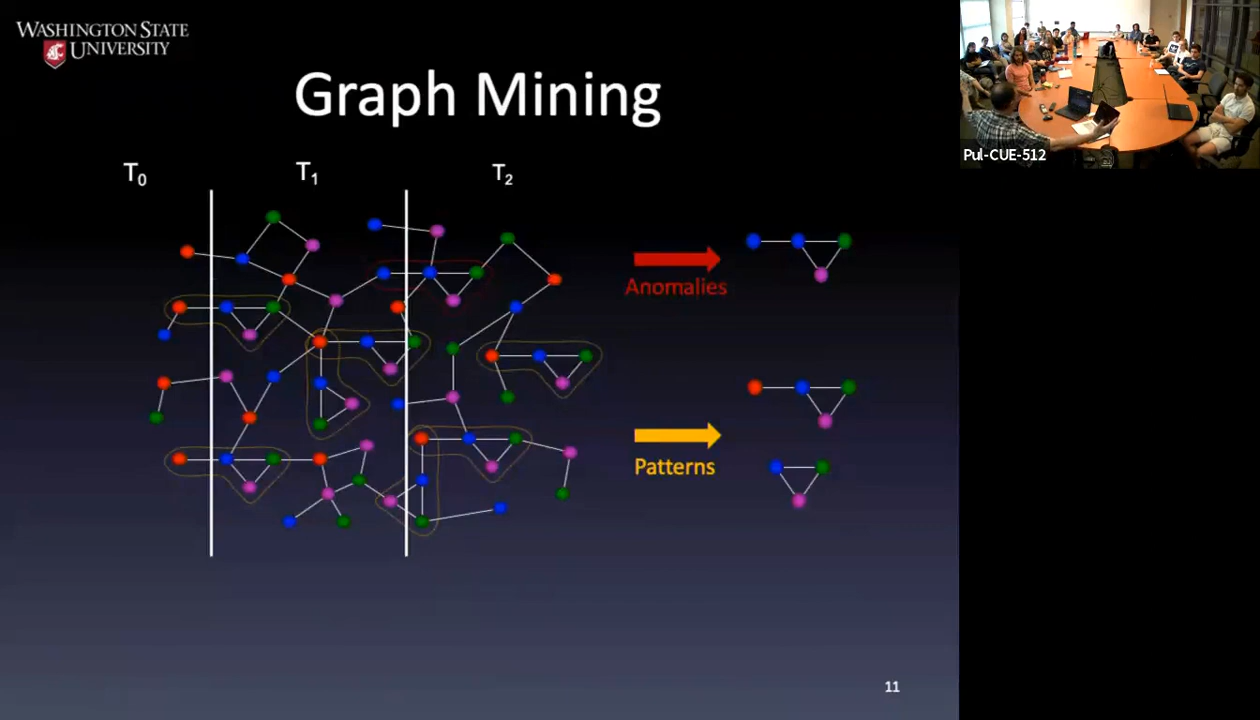 WASHINGTON STATE
UNIVERSITY
Graph Mining
T₀
T₁
T₂
Anomalies
Patterns
11
Pul-CUE-512